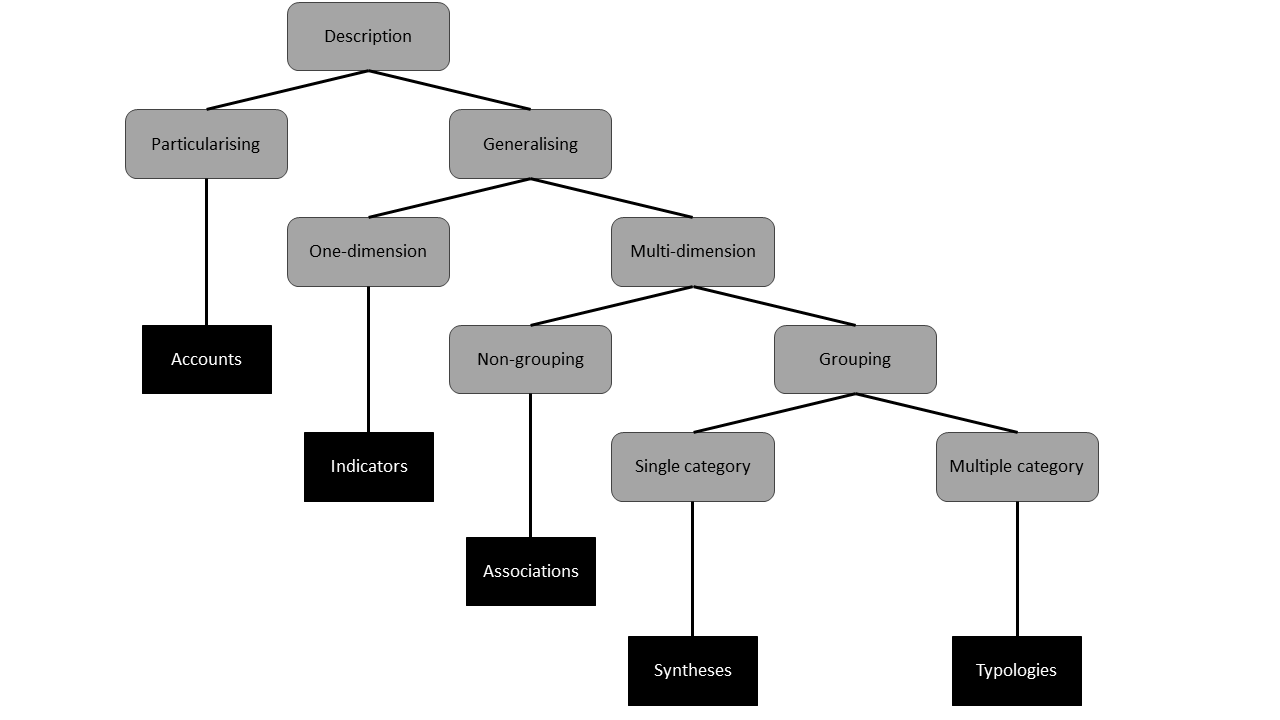 Description
Particularising
Generalising
One-dimension
Multi-dimension
Accounts
Non-grouping
Grouping
Indicators
Single category
Multiple category
Associations
Syntheses
Typologies